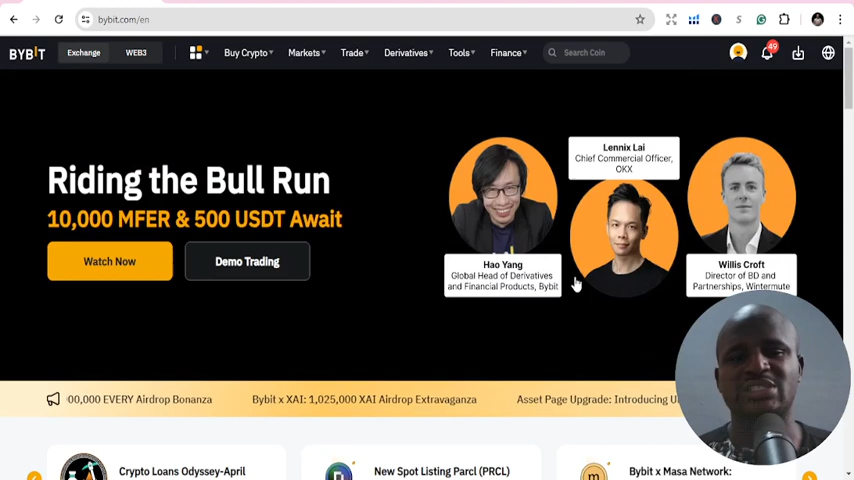 bybit.com/en
BYBIT
Exchange
WEB3
Buy Crypto
Markets
Trade
Derivatives
Tools
Finance
Search Coin
49
Riding the Bull Run
10,000 MFER & 500 USDT Await
Watch Now
Demo Trading
Lennix Lai
Chief Commercial Officer,
OKX
Hao Yang
Global Head of Derivatives
and Financial Products, Bybit
Willis Croft
Director of BD and
Partnerships, Wintermute
00,000 EVERY Airdrop Bonanza
Bybit x XAI: 1,025,000 XAI Airdrop Extravaganza
Asset Page Upgrade: Introducing
Crypto Loans Odyssey-April
New Spot Listing Parcl (PRCL)
Bybit x Masa Network: